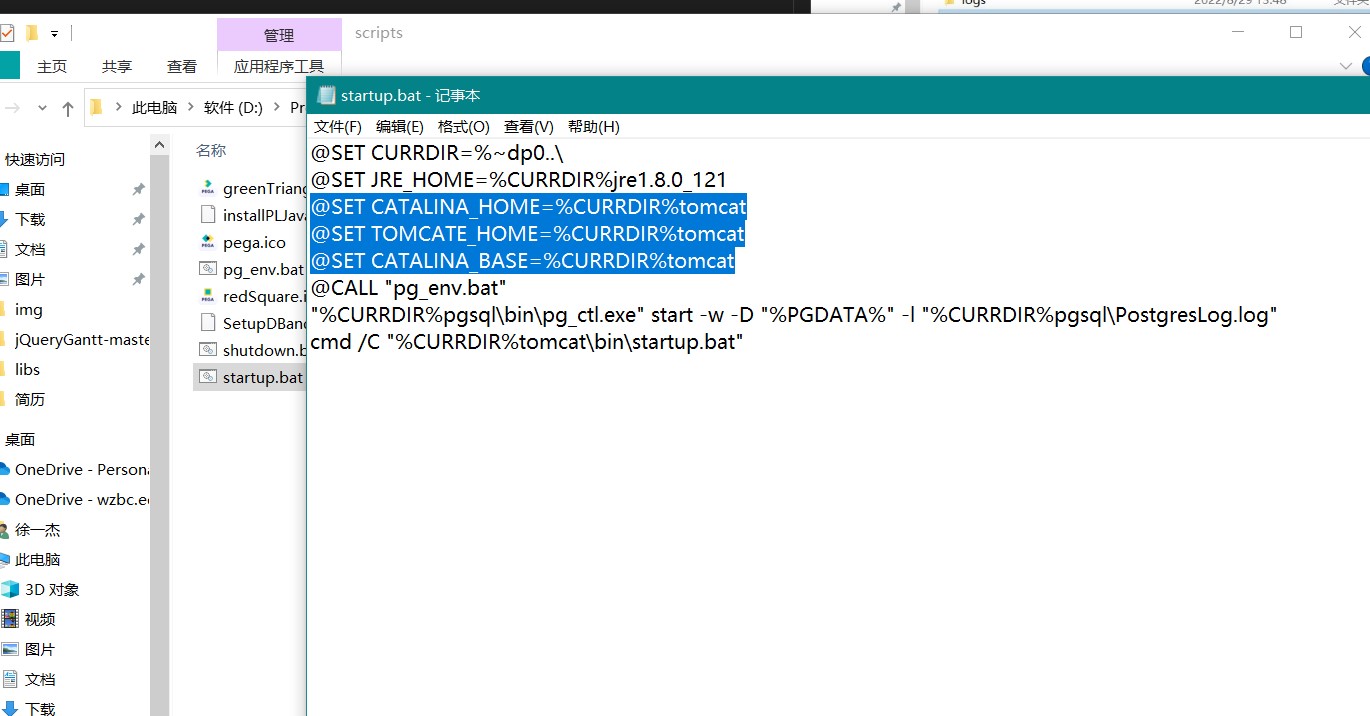 logs
2022/8/29 13:48
管理
scripts
主页
共享
查看
应用程序工具
此电脑
软件 (D:)
Pr
startup.bat - 记事本
文件(F) 编辑(E) 格式(O) 查看(V) 帮助(H)
@SET CURRDIR=%~dp0..\
@SET JRE_HOME=%CURRDIR%jre1.8.0_121
@SET CATALINA_HOME=%CURRDIR%tomcat
@SET TOMCATE_HOME=%CURRDIR%tomcat
@SET CATALINA_BASE=%CURRDIR%tomcat
@CALL "pg_env.bat"
"%CURRDIR%pgsql\bin\pg_ctl.exe" start -w -D "%PGDATA%" -l "%CURRDIR%pgsql\PostgresLog.log"
cmd /C "%CURRDIR%tomcat\bin\startup.bat"
快速访问
桌面
下载
文档
图片
img
jQueryGantt-maste
libs
简历
桌面
OneDrive - Persona
OneDrive - wzbc.e
徐一杰
此电脑
3D 对象
视频
图片
文档
下载
名称
greenTriang
installPLJava
pega.ico
pg_env.bat
redSquare.i
SetupDBand
shutdown.b
startup.bat